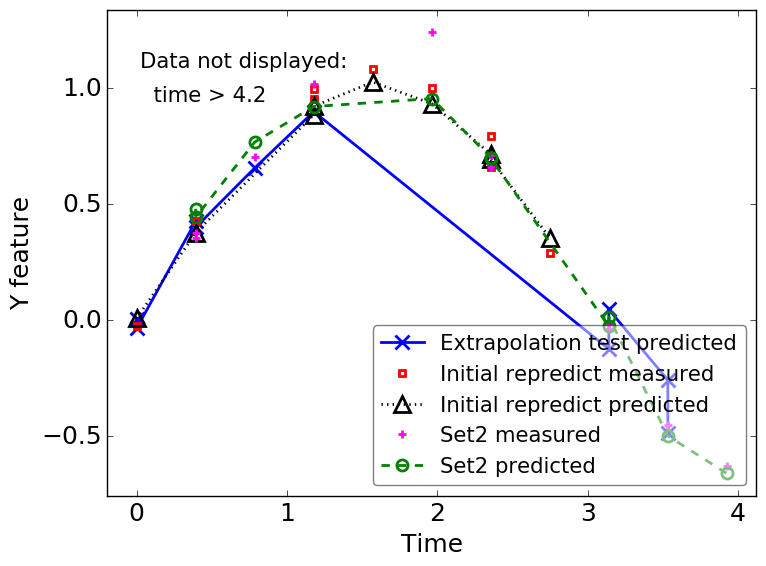 Data not displayed:
time > 4.2
1.0
0.5
0.0
−0.5
Y feature
Extrapolation test predicted
Initial repredict measured
Initial repredict predicted
Set2 measured
Set2 predicted
0 1 2 3 4
Time